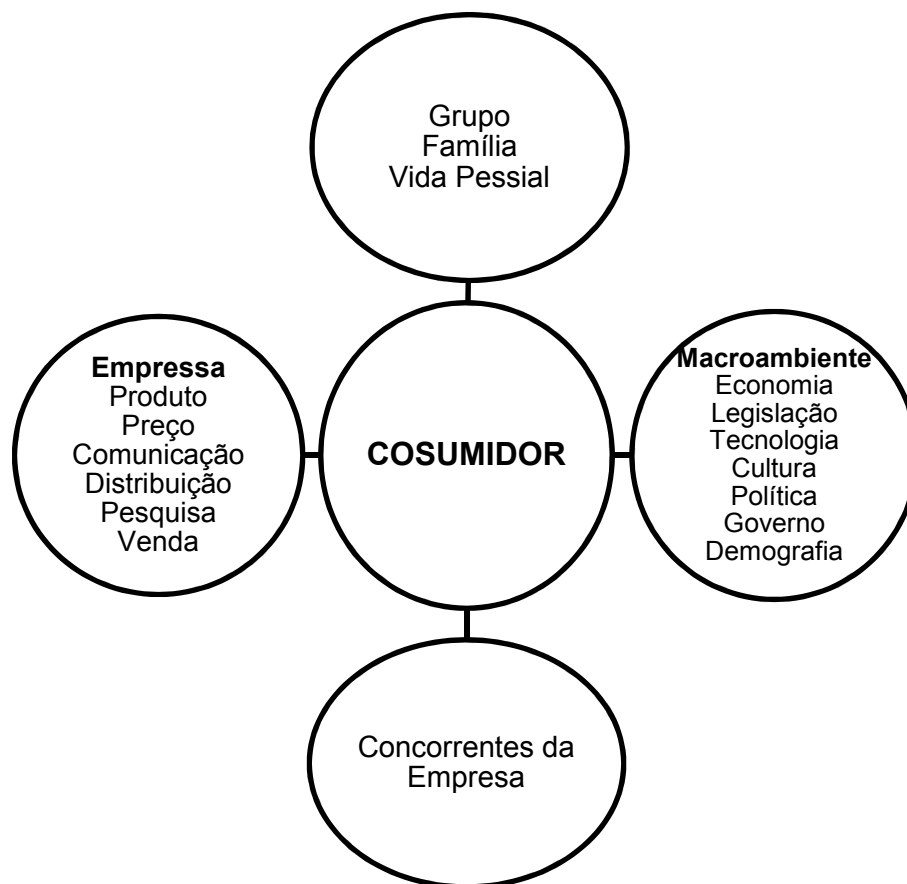 Grupo
Família
Vida Pessial
Empressa
Produto
Preço
Comunicação
Distribuição
Pesquisa
Venda
COSUMIDOR
Macroambiente
Economia
Legislação
Tecnologia
Cultura
Política
Governo
Demografia
Concorrentes da
Empresa